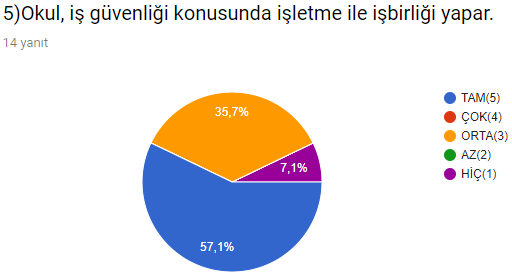 5)Okul, iş güvenliği konusunda işletme ile işbirliği yapar.
14 yanıt
35,7%
7,1%
57,1%
TAM(5)
ÇOK(4)
ORTA(3)
AZ(2)
HİÇ(1)